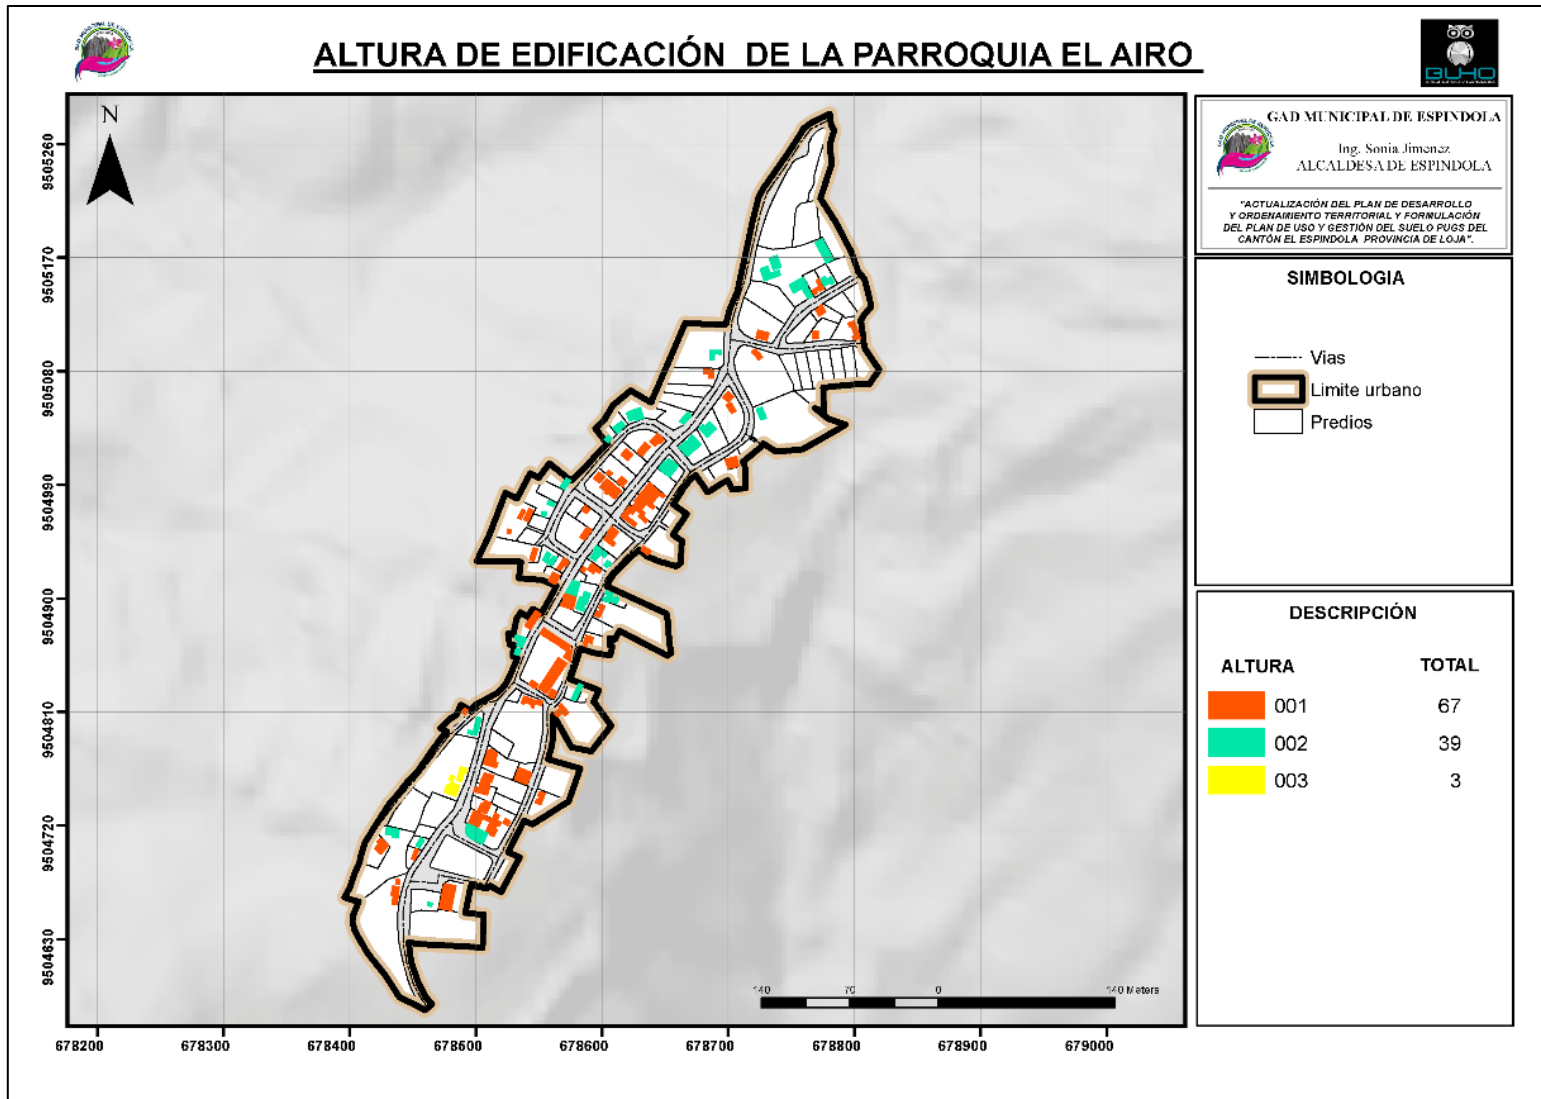 ALTURA DE EDIFICACIÓN DE LA PARROQUIA EL AIRO
BUHO
N
GAD MUNICIPAL DE ESPINDOLA
Ing. Sonia Jimenez
ALCALDESA DE ESPINDOLA
"ACTUALIZACIÓN DEL PLAN DE DESARROLLO
Y ORDENAMIENTO TERRITORIAL Y FORMULACIÓN
DEL PLAN DE USO Y GESTIÓN DEL SUELO PUGS DEL
CANTÓN EL ESPINDOLA PROVINCIA DE LOJA".
SIMBOLOGIA
Vias
Limite urbano
Predios
DESCRIPCIÓN
ALTURA TOTAL
001 67
002 39
003 3
9505260
9505170
9505080
9504990
9504900
9504810
9504720
9504630
140 70 0 140 Meters
678200 678300 678400 678500 678600 678700 678800 678900 679000